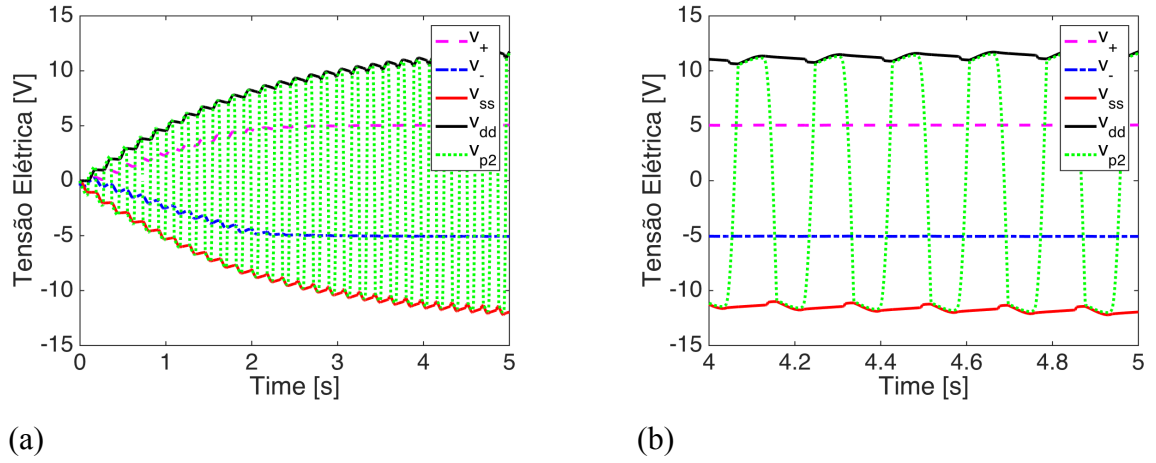 15
10
5
0
-5
-10
-15
Tensão Elétrica [V]
0 1 2 3 4 5
Time [s]
v+
v-
vss
vdd
vp2
(a)
15
10
5
0
-5
-10
-15
Tensão Elétrica [V]
4 4.2 4.4 4.6 4.8 5
Time [s]
v+
v-
vss
vdd
vp2
(b)